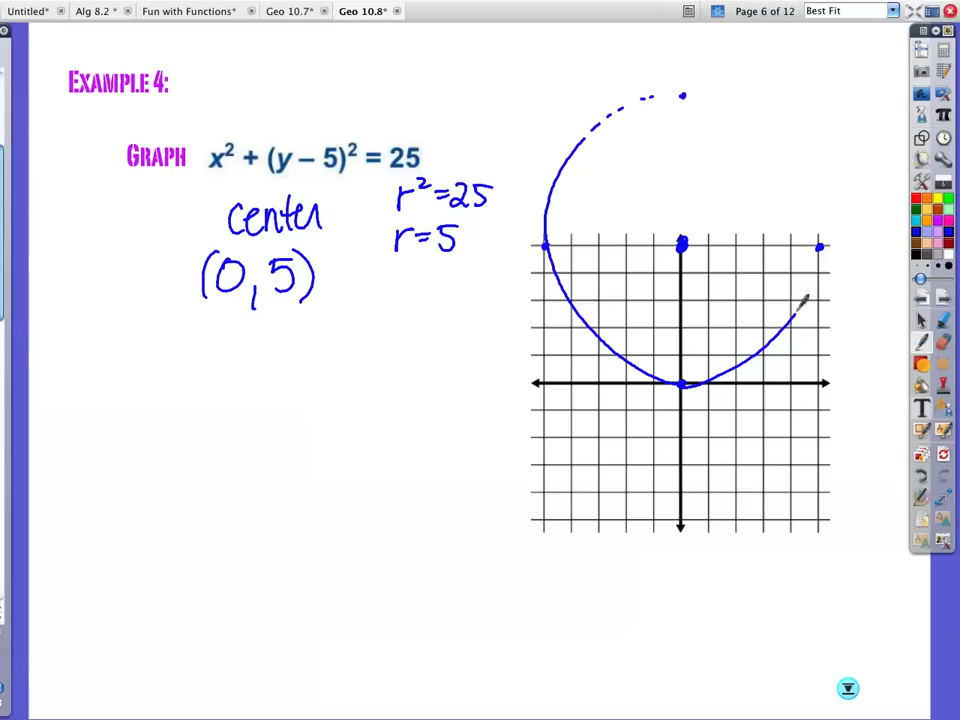 Untitled* Alg 8.2 * Fun with Functions* Geo 10.7* Geo 10.8* Page 6 of 12 Best Fit
EXAMPLE 4:
GRAPH x² + (y – 5)² = 25
center r² = 25
r = 5
(0, 5)